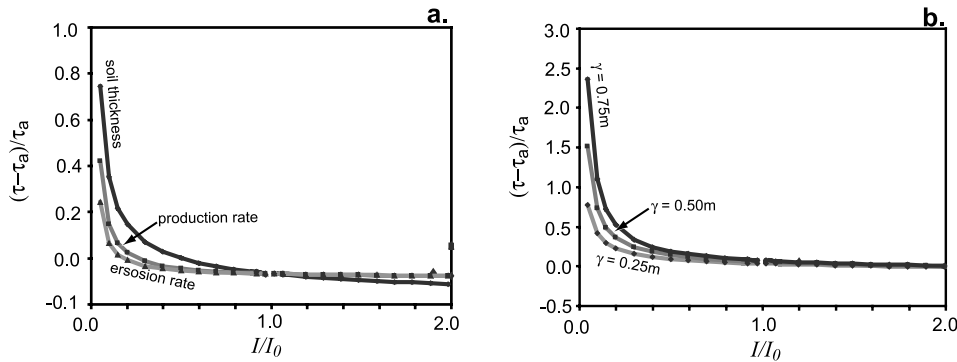 a.
1.0
0.8
0.6
0.4
0.2
0.0
-0.1
(τ−τa)/τa
soil thickness
production rate
ersosion rate
0.0
1.0
2.0
I/I0
b.
3.0
2.5
2.0
1.5
1.0
0.5
0.0
-0.5
(τ−τa)/τa
γ = 0.75m
γ = 0.50m
γ = 0.25m
0.0
1.0
2.0
I/I0